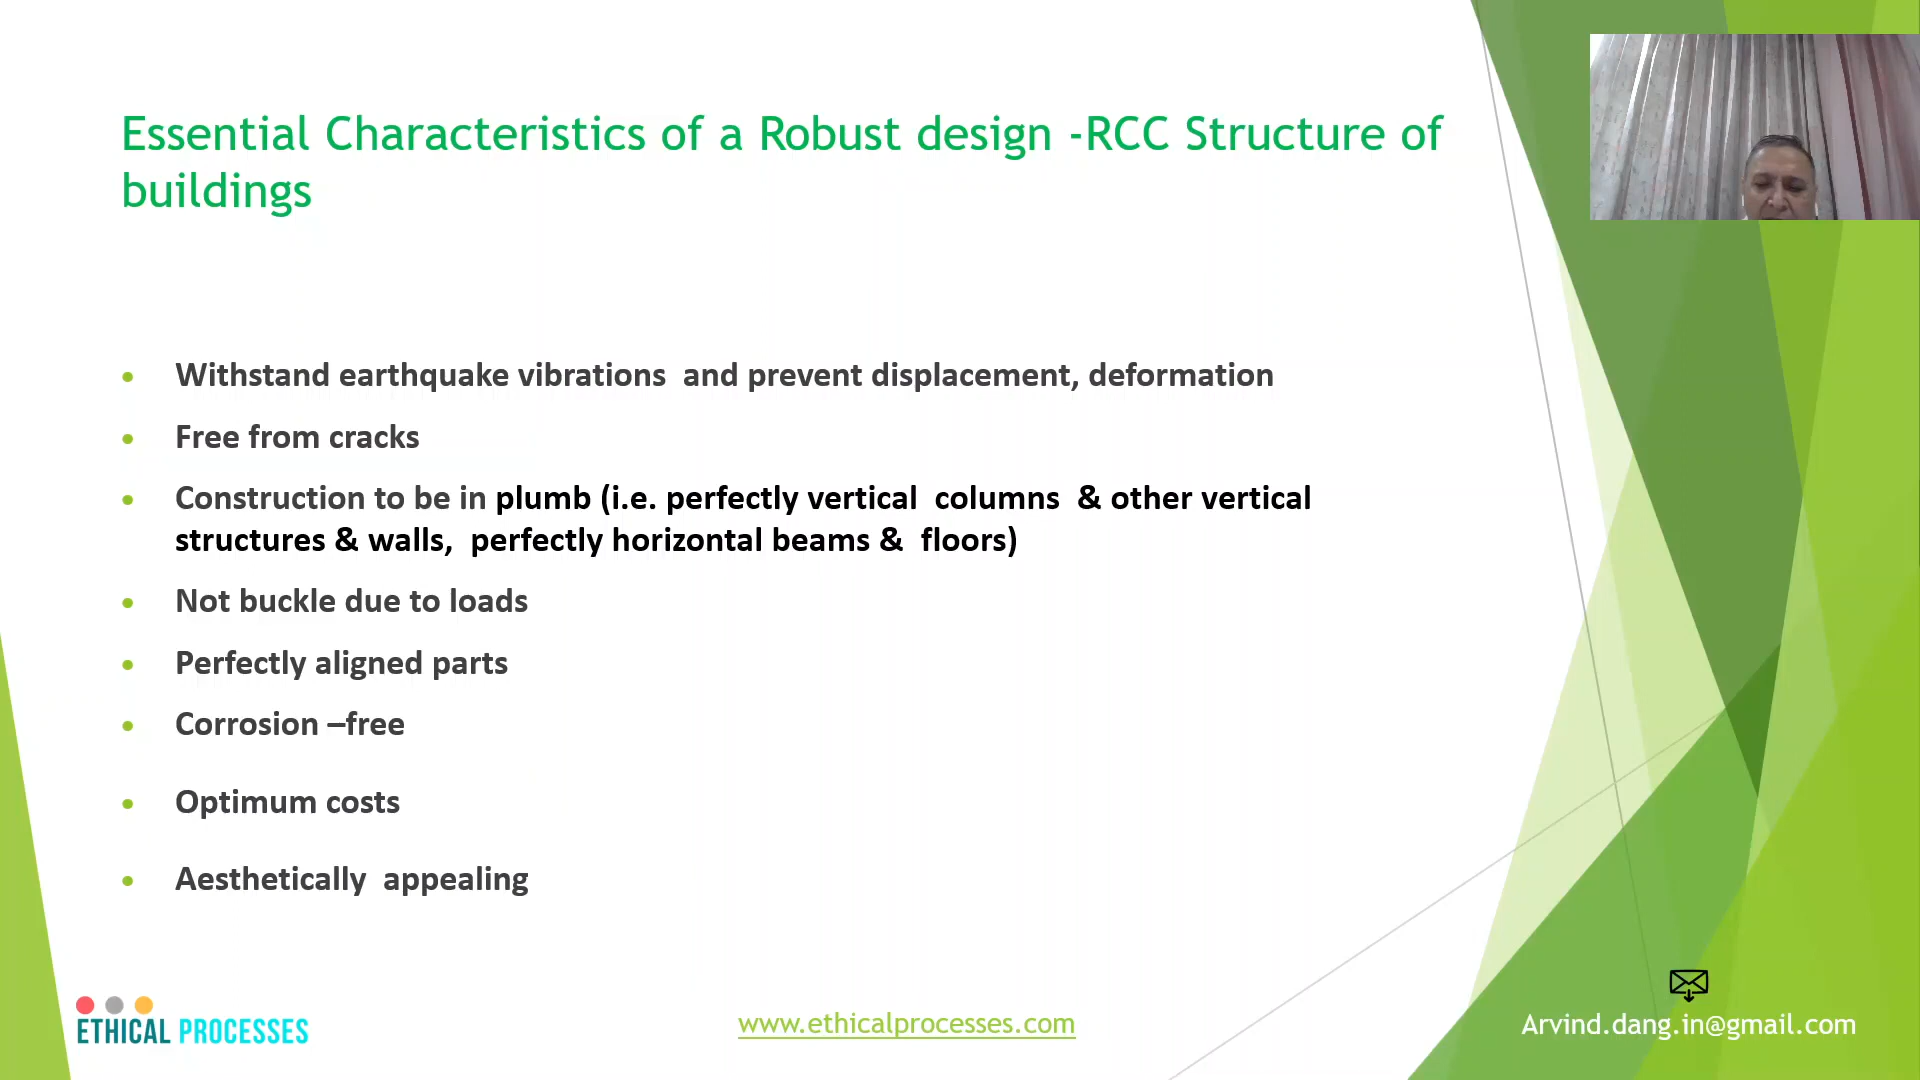 Essential Characteristics of a Robust design -RCC Structure of
buildings
• Withstand earthquake vibrations and prevent displacement, deformation
• Free from cracks
• Construction to be in plumb (i.e. perfectly vertical columns & other vertical
structures & walls, perfectly horizontal beams & floors)
• Not buckle due to loads
• Perfectly aligned parts
• Corrosion –free
• Optimum costs
• Aesthetically appealing
ETHICAL PROCESSES
www.ethicalprocesses.com
Arvind.dang.in@gmail.com